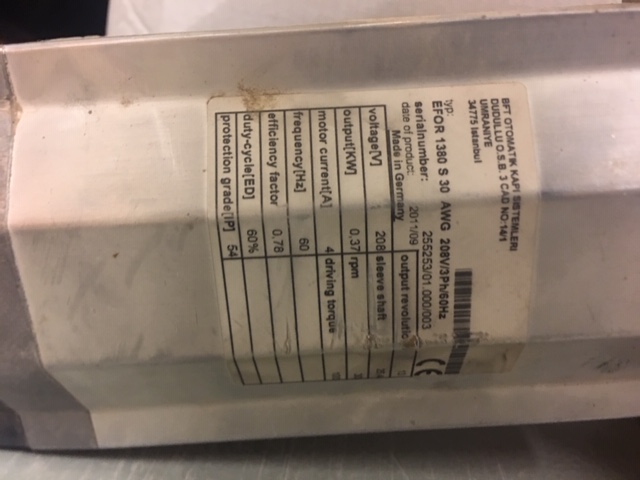 BFT OTOMATIK KAPI SISTEMLERI
DUDULLU O.S.B. 3 CAD NO:14/1
UMRANIYE
34775 Istanbul
typ:
EFOR 1380 S 30 AWG 208V/3Ph/60Hz
serialnumber: 255253/01.000/003
date of product: 2011/09
Made in Germany output revolutio
voltage[V] 208 sleeve shaft
output[KW] 0.37 rpm
motor current[A] 4 driving torque
frequency[Hz] 60
efficiency factor 0.78
duty-cycle[ED] 60%
protection grade[IP] 54
CE